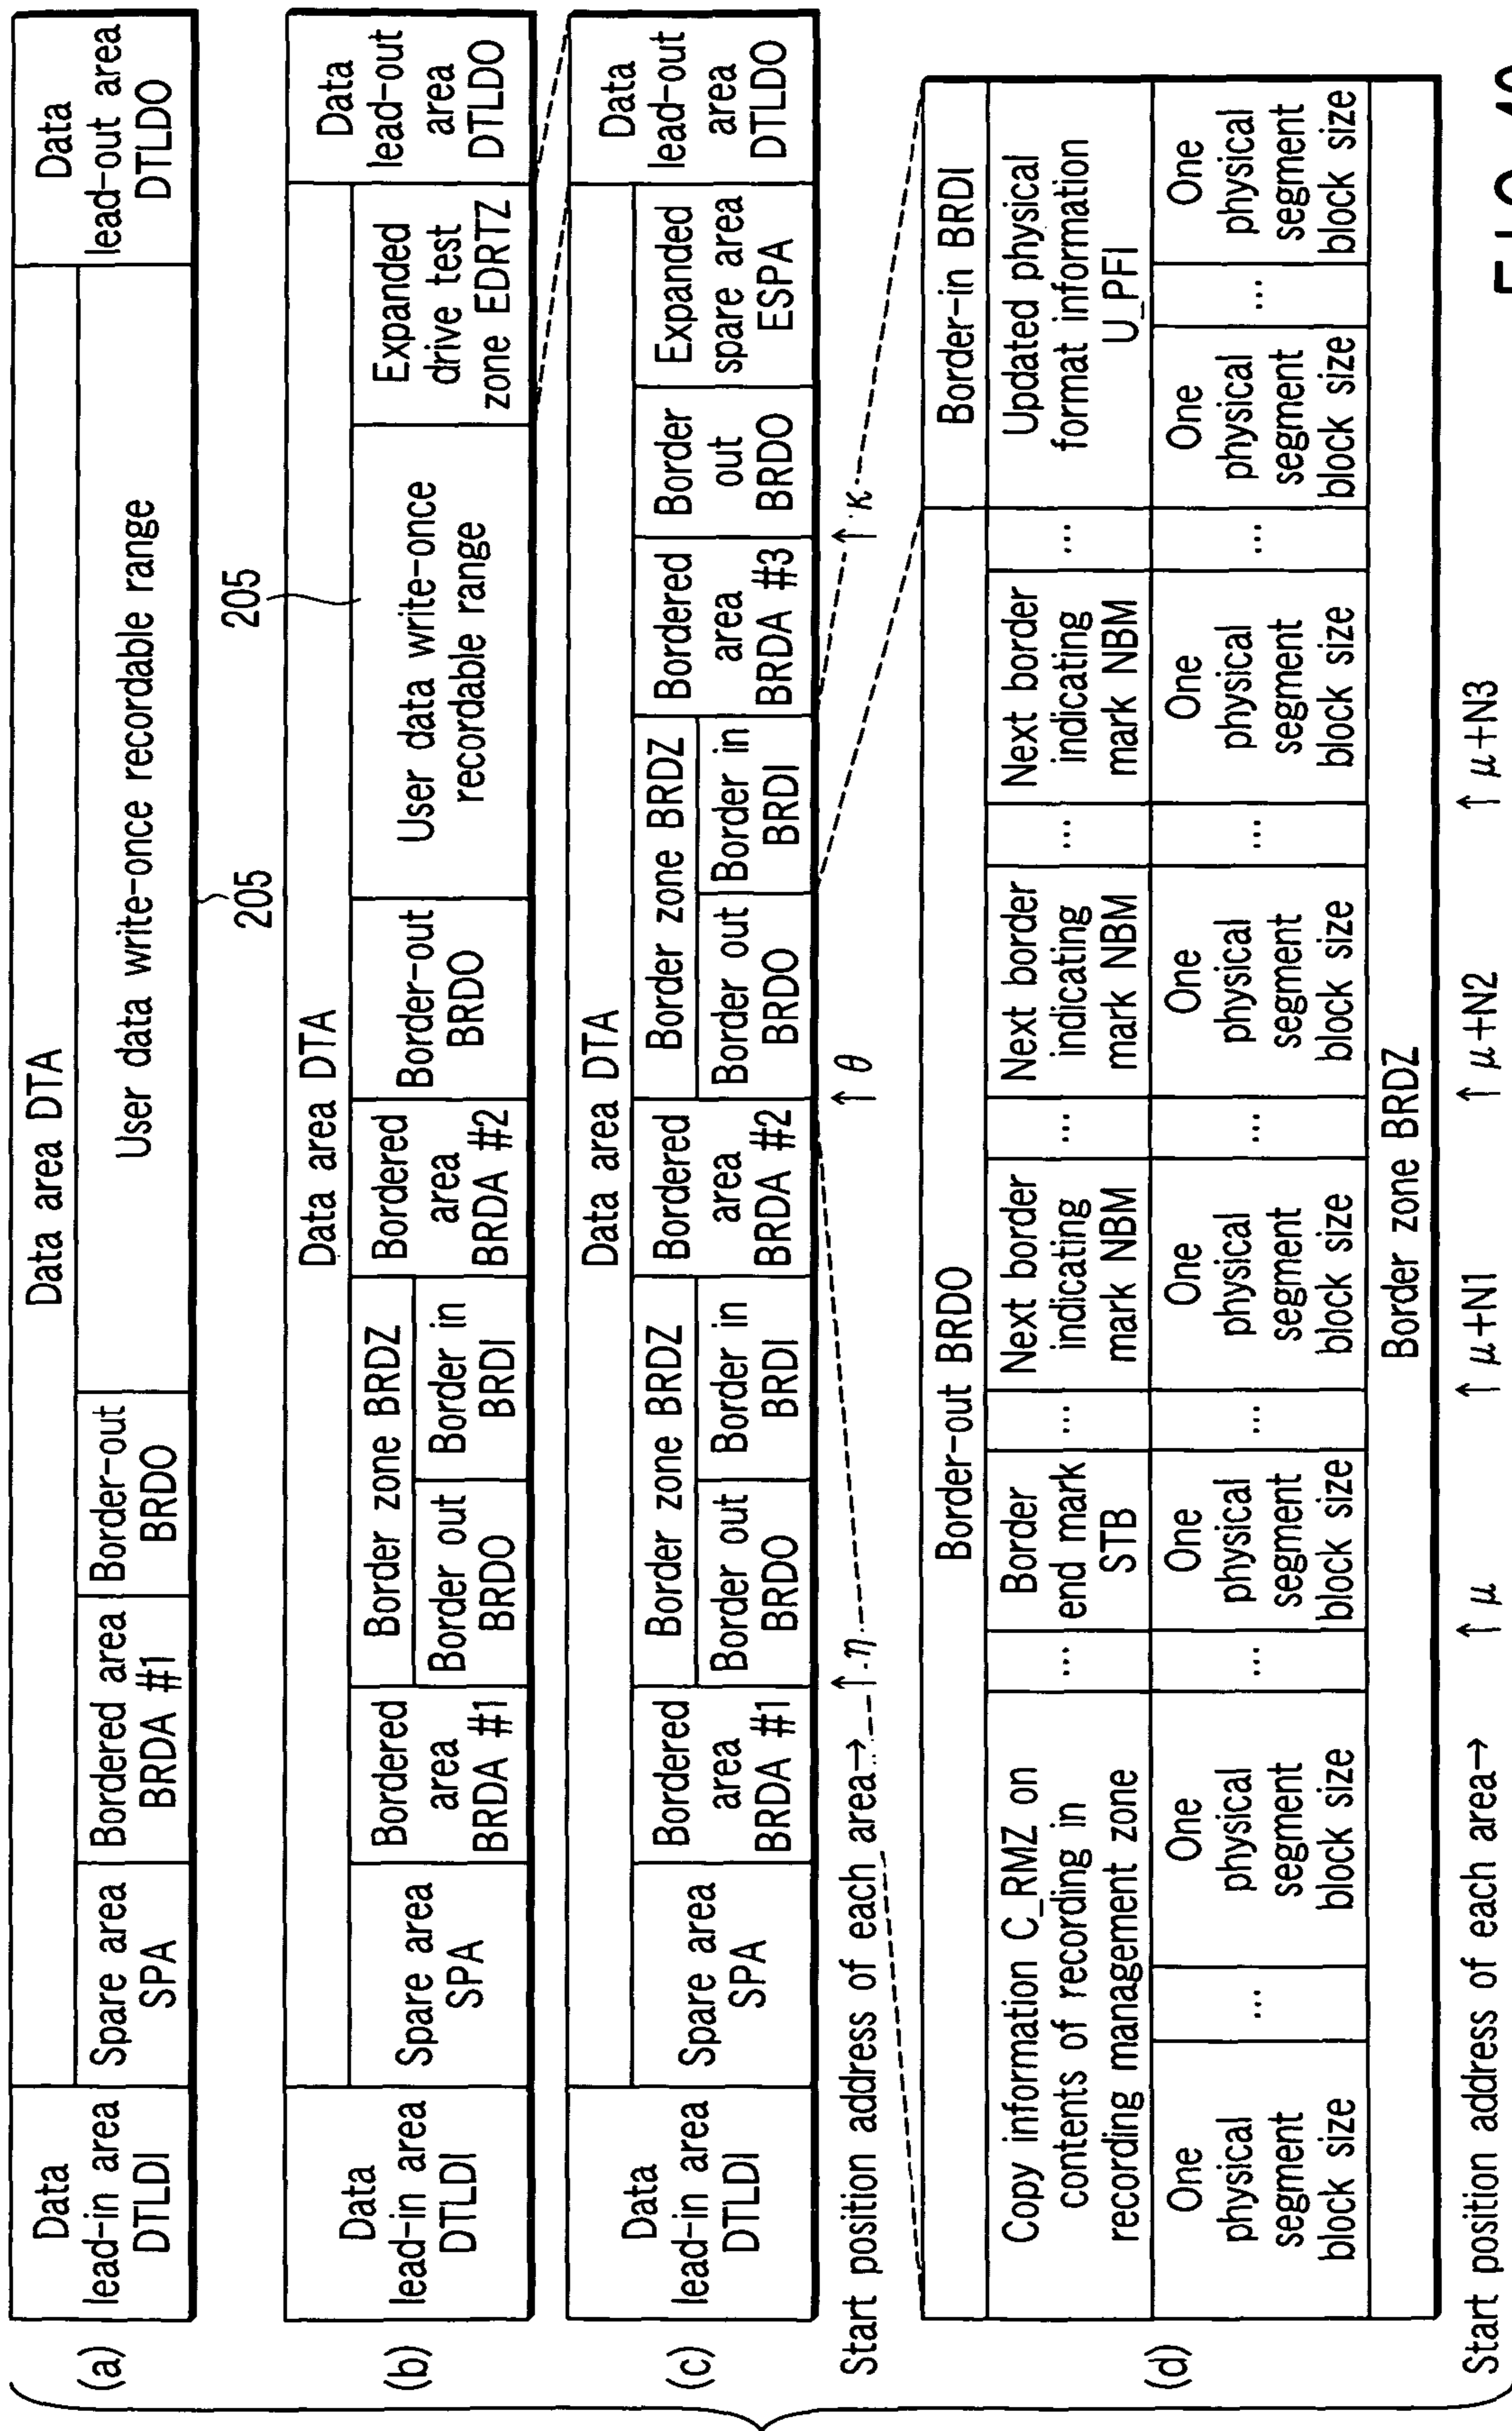 (a)
Data
lead-in area
DTLDI
Data area DTA
Spare area
SPA
Bordered area
BRDA #1
Border-out
BRDO
User data write-once recordable range
Data
lead-out area
DTLDO
205
(b)
Data
lead-in area
DTLDI
Data area DTA
Spare area
SPA
Bordered
area
BRDA #1
Border zone BRDZ
Border out
BRDO
Border in
BRDI
Bordered
area
BRDA #2
Border-out
BRDO
205
User data write-once
recordable range
Expanded
drive test
zone EDRTZ
Data
lead-out
area
DTLDO
(c)
Data
lead-in area
DTLDI
Data area DTA
Spare area
SPA
Bordered
area
BRDA #1
Border zone BRDZ
Border out
BRDO
Border in
BRDI
Bordered
area
BRDA #2
Border zone BRDZ
Border out
BRDO
Border in
BRDI
Bordered
area
BRDA #3
Border
out
BRDO
Expanded
spare area
ESPA
Data
lead-out
area
DTLDO
Start position address of each area→ ↑ η ↑ θ ↑ κ
(d)
Border-out BRDO
Border-in BRDI
Copy information C_RMZ on
contents of recording in
recording management zone
...
Border
end mark
STB
...
Next border
indicating
mark NBM
...
Next border
indicating
mark NBM
...
Next border
indicating
mark NBM
...
Updated physical
format information
U_PFI
One
physical
segment
block size
...
One
physical
segment
block size
...
One
physical
segment
block size
...
One
physical
segment
block size
...
One
physical
segment
block size
...
One
physical
segment
block size
...
One
physical
segment
block size
...
One
physical
segment
block size
Border zone BRDZ
Start position address of each area→ ↑ μ ↑ μ+N1 ↑ μ+N2 ↑ μ+N3